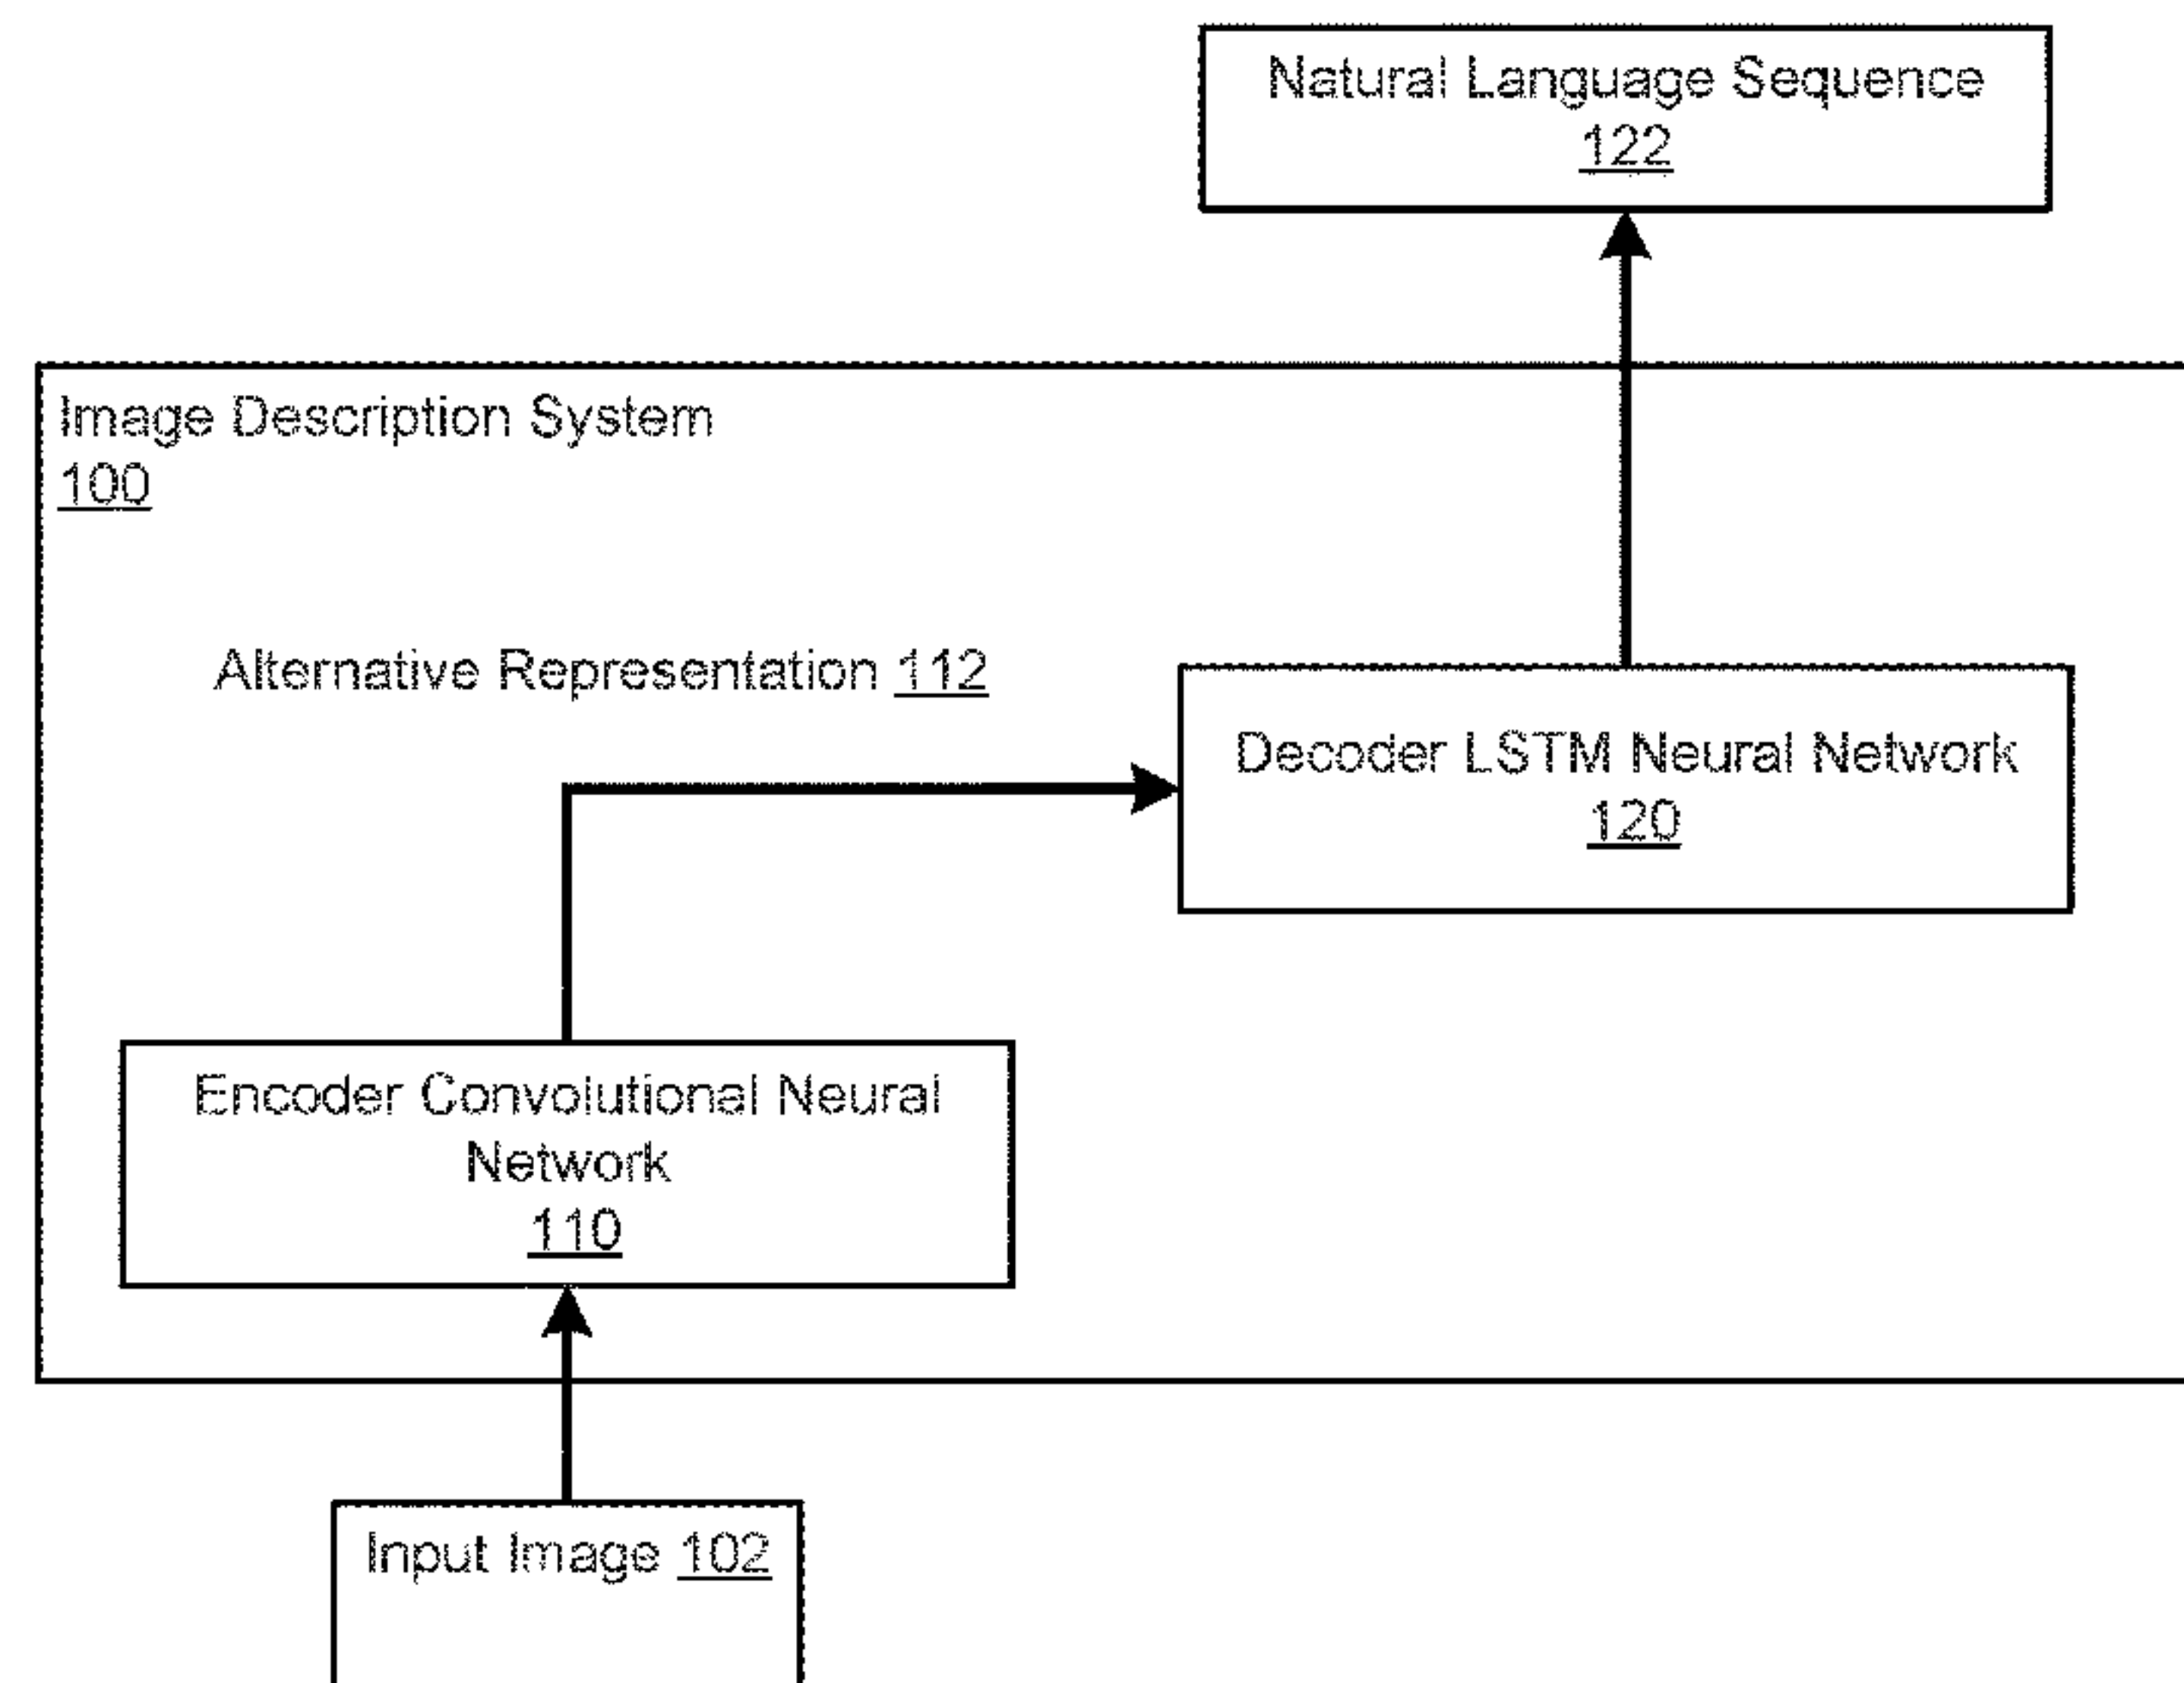 Natural Language Sequence
122
Image Description System
100
Alternative Representation 112
Decoder LSTM Neural Network
120
Encoder Convolutional Neural
Network
110
Input Image 102